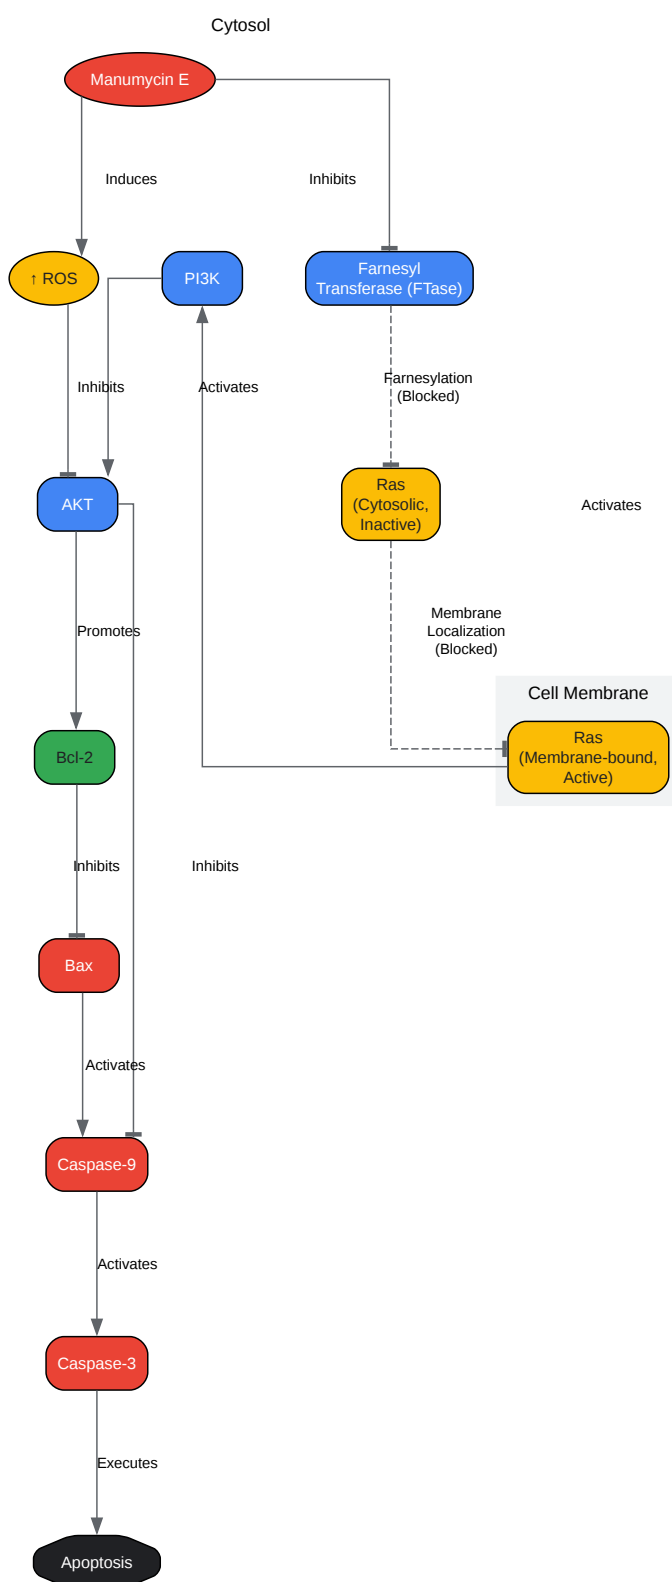 Cytosol
Manumycin E
Induces
Inhibits
↑ ROS
PI3K
Farnesyl
Transferase (FTase)
Inhibits
Activates
Farnesylation
(Blocked)
AKT
Ras
(Cytosolic,
Inactive)
Activates
Promotes
Membrane
Localization
(Blocked)
Cell Membrane
Bcl-2
Ras
(Membrane-bound,
Active)
Inhibits
Inhibits
Bax
Activates
Caspase-9
Activates
Caspase-3
Executes
Apoptosis